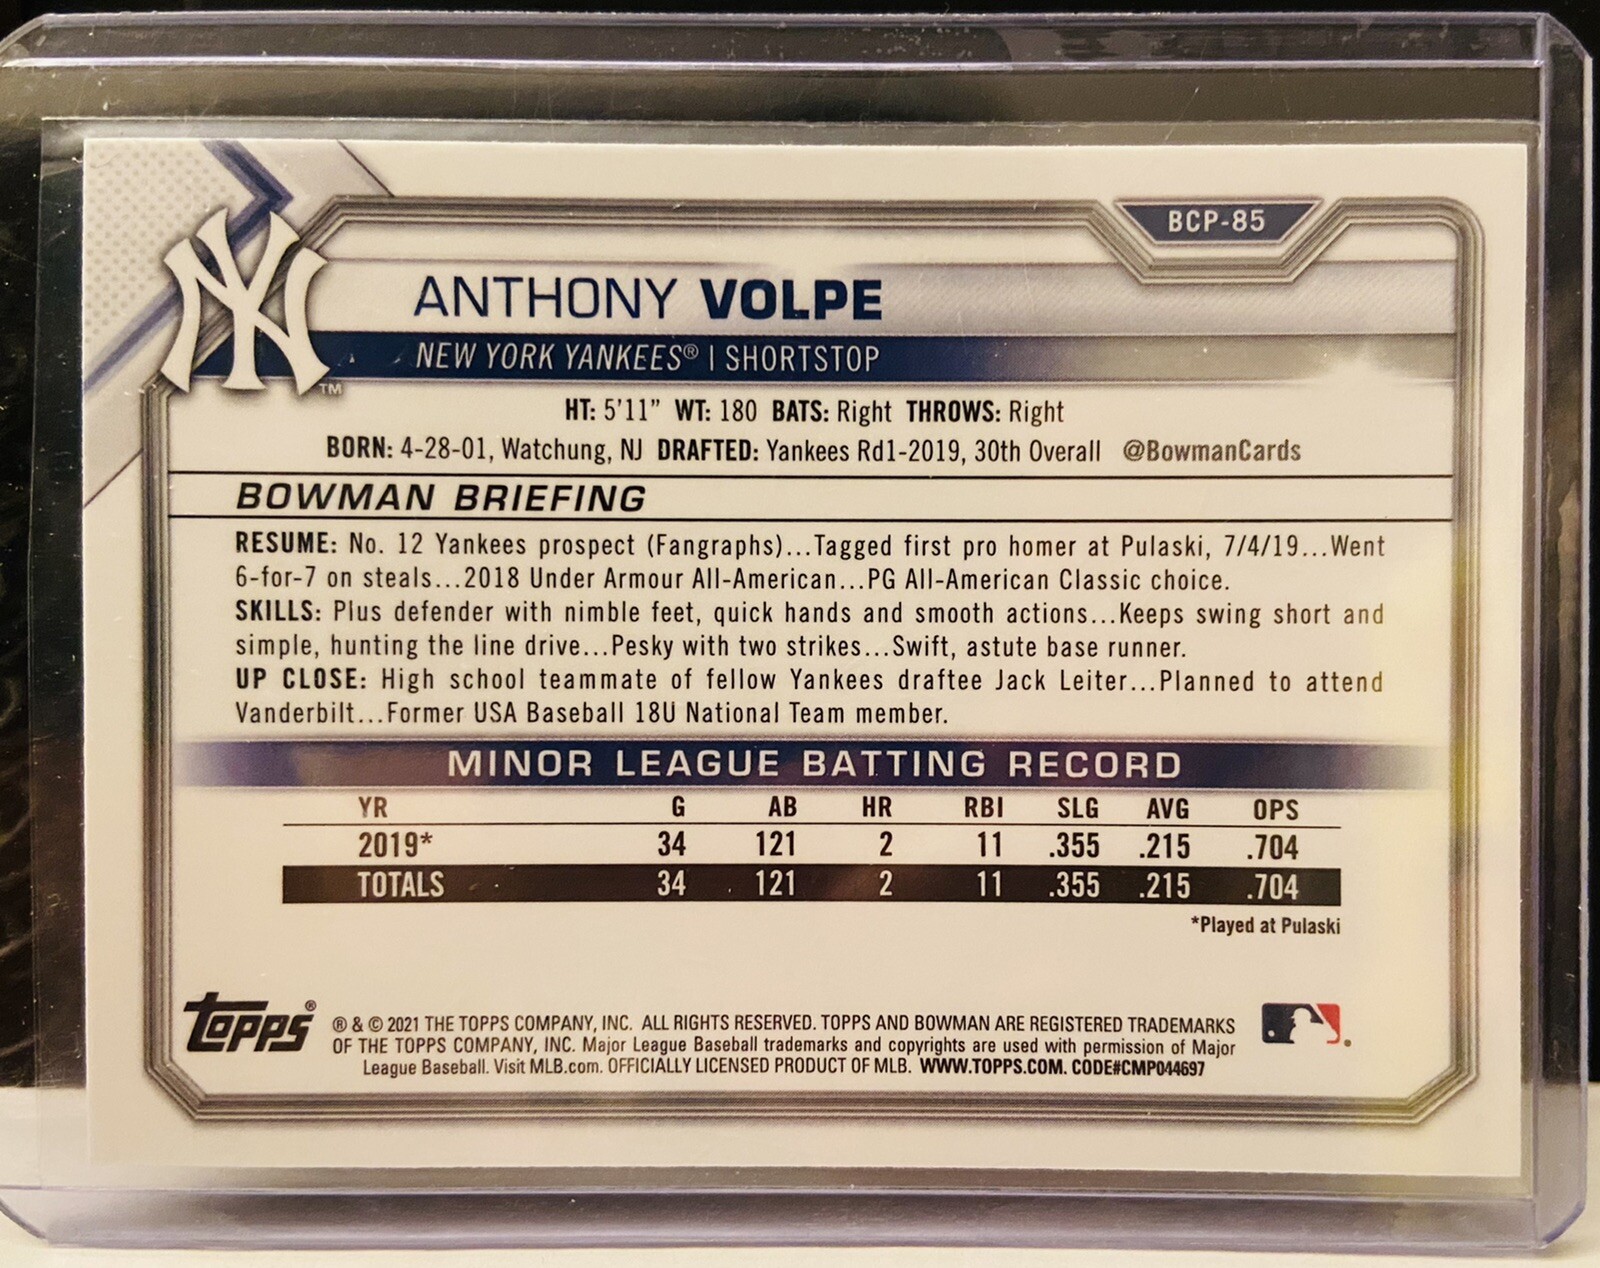 BCP-85
NY
TM
ANTHONY VOLPE
NEW YORK YANKEES® | SHORTSTOP
HT: 5'11" WT: 180 BATS: Right THROWS: Right
BORN: 4-28-01, Watchung, NJ DRAFTED: Yankees Rd1-2019, 30th Overall @BowmanCards
BOWMAN BRIEFING
RESUME: No. 12 Yankees prospect (Fangraphs)...Tagged first pro homer at Pulaski, 7/4/19...Went
6-for-7 on steals...2018 Under Armour All-American...PG All-American Classic choice.
SKILLS: Plus defender with nimble feet, quick hands and smooth actions...Keeps swing short and
simple, hunting the line drive...Pesky with two strikes...Swift, astute base runner.
UP CLOSE: High school teammate of fellow Yankees draftee Jack Leiter...Planned to attend
Vanderbilt...Former USA Baseball 18U National Team member.
MINOR LEAGUE BATTING RECORD
YR G AB HR RBI SLG AVG OPS
2019* 34 121 2 11 .355 .215 .704
TOTALS 34 121 2 11 .355 .215 .704
*Played at Pulaski
TOPPS®
® & © 2021 THE TOPPS COMPANY, INC. ALL RIGHTS RESERVED. TOPPS AND BOWMAN ARE REGISTERED TRADEMARKS
OF THE TOPPS COMPANY, INC. Major League Baseball trademarks and copyrights are used with permission of Major
League Baseball. Visit MLB.com. OFFICIALLY LICENSED PRODUCT OF MLB. WWW.TOPPS.COM. CODE#CMP044697